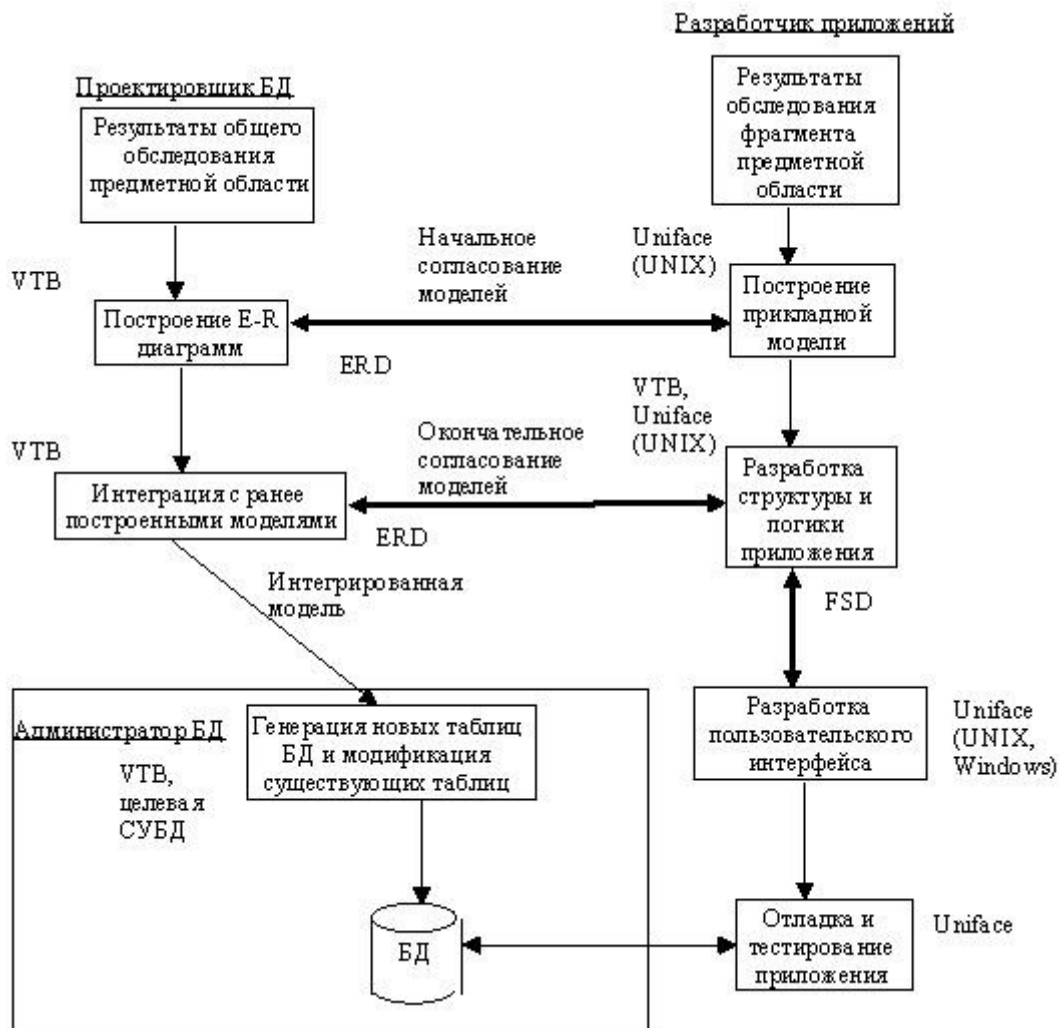 Разработчик приложений
Проектировщик БД
Результаты общего
обследования
предметной области
Результаты
обследования
фрагмента
предметной
области
VTB
Начальное
согласование
моделей
Uniface
(UNIX)
Построение E-R
диаграмм
ERD
Построение
прикладной
модели
VTB
Окончательное
согласование
моделей
VTB,
Uniface
(UNIX)
Интеграция с ранее
построенными моделями
ERD
Разработка
структуры и
логики
приложения
Интегрированная
модель
FSD
Администратор БД
VTB,
целевая
СУБД
Генерация новых таблиц
БД и модификация
существующих таблиц
Разработка
пользовательского
интерфейса
Uniface
(UNIX,
Windows)
БД
Отладка и
тестирование
приложения
Uniface